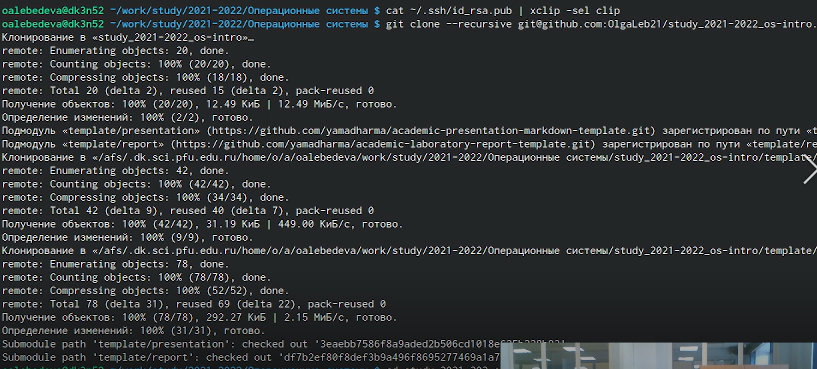 oalebedeva@dk3n52 ~/work/study/2021-2022/Операционные системы $ cat ~/.ssh/id_rsa.pub | xclip -sel clip
oalebedeva@dk3n52 ~/work/study/2021-2022/Операционные системы $ git clone --recursive git@github.com:OlgaLeb21/study_2021-2022_os-intro.
Клонирование в «study_2021-2022_os-intro»…
remote: Enumerating objects: 20, done.
remote: Counting objects: 100% (20/20), done.
remote: Compressing objects: 100% (18/18), done.
remote: Total 20 (delta 2), reused 15 (delta 2), pack-reused 0
Получение объектов: 100% (20/20), 12.49 КиБ | 12.49 МиБ/с, готово.
Определение изменений: 100% (2/2), готово.
Подмодуль «template/presentation» (https://github.com/yamadharma/academic-presentation-markdown-template.git) зарегистрирован по пути «t
Подмодуль «template/report» (https://github.com/yamadharma/academic-laboratory-report-template.git) зарегистрирован по пути «template/re
Клонирование в «/afs/.dk.sci.pfu.edu.ru/home/o/a/oalebedeva/work/study/2021-2022/Операционные системы/study_2021-2022_os-intro/template/
remote: Enumerating objects: 42, done.
remote: Counting objects: 100% (42/42), done.
remote: Compressing objects: 100% (34/34), done.
remote: Total 42 (delta 9), reused 40 (delta 7), pack-reused 0
Получение объектов: 100% (42/42), 31.19 КиБ | 449.00 КиБ/с, готово.
Определение изменений: 100% (9/9), готово.
Клонирование в «/afs/.dk.sci.pfu.edu.ru/home/o/a/oalebedeva/work/study/2021-2022/Операционные системы/study_2021-2022_os-intro/template/
remote: Enumerating objects: 78, done.
remote: Counting objects: 100% (78/78), done.
remote: Compressing objects: 100% (52/52), done.
remote: Total 78 (delta 31), reused 69 (delta 22), pack-reused 0
Получение объектов: 100% (78/78), 292.27 КиБ | 2.15 МиБ/с, готово.
Определение изменений: 100% (31/31), готово.
Submodule path 'template/presentation': checked out
Submodule path 'template/report': checked out 'df7b2ef80f8def3b9a496f8695277469a1a7
oalebedeva@dk3n52 ~/work/study/2021-2022/Операционные системы $